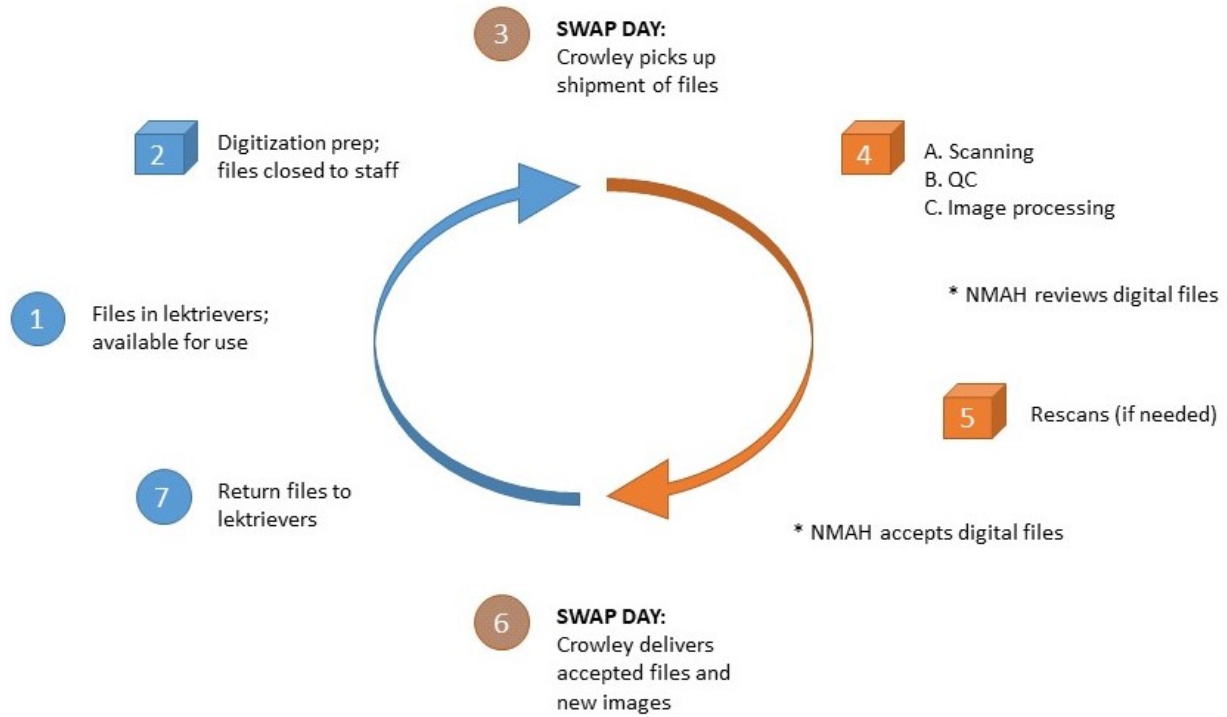 3
SWAP DAY:
Crowley picks up
shipment of files
2
Digitization prep;
files closed to staff
4
A. Scanning
B. QC
C. Image processing
* NMAH reviews digital files
1
Files in lektrievers;
available for use
5
Rescans (if needed)
7
Return files to
lektrievers
* NMAH accepts digital files
6
SWAP DAY:
Crowley delivers
accepted files and
new images